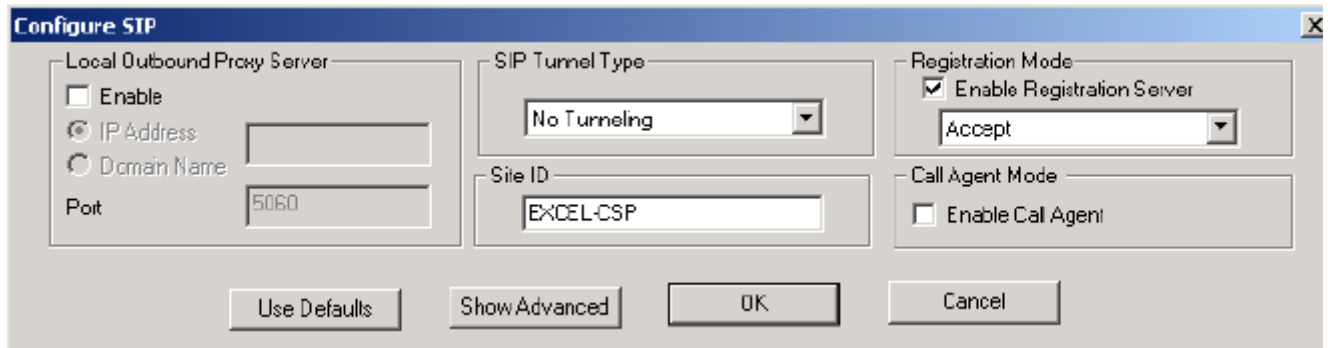 Configure SIP
Local Outbound Proxy Server
Enable
IP Address
Domain Name
Port
5060
SIP Tunnel Type
No Tunneling
Site ID
EXCEL-CSP
Registration Mode
Enable Registration Server
Accept
Call Agent Mode
Enable Call Agent
Use Defaults
Show Advanced
OK
Cancel